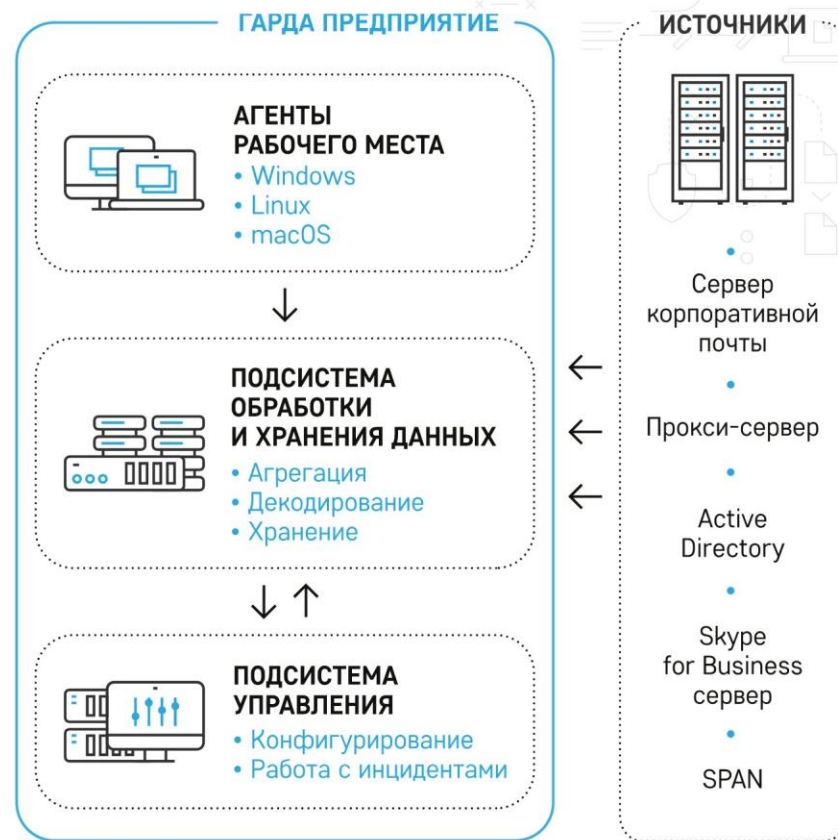 ГАРДА ПРЕДПРИЯТИЕ
АГЕНТЫ
РАБОЧЕГО МЕСТА
• Windows
• Linux
• macOS
ПОДСИСТЕМА
ОБРАБОТКИ
И ХРАНЕНИЯ ДАННЫХ
• Агрегация
• Декодирование
• Хранение
ПОДСИСТЕМА
УПРАВЛЕНИЯ
• Конфигурирование
• Работа с инцидентами
ИСТОЧНИКИ
•
Сервер
корпоративной
почты
•
Прокси-сервер
•
Active
Directory
•
Skype
for Business
сервер
•
SPAN